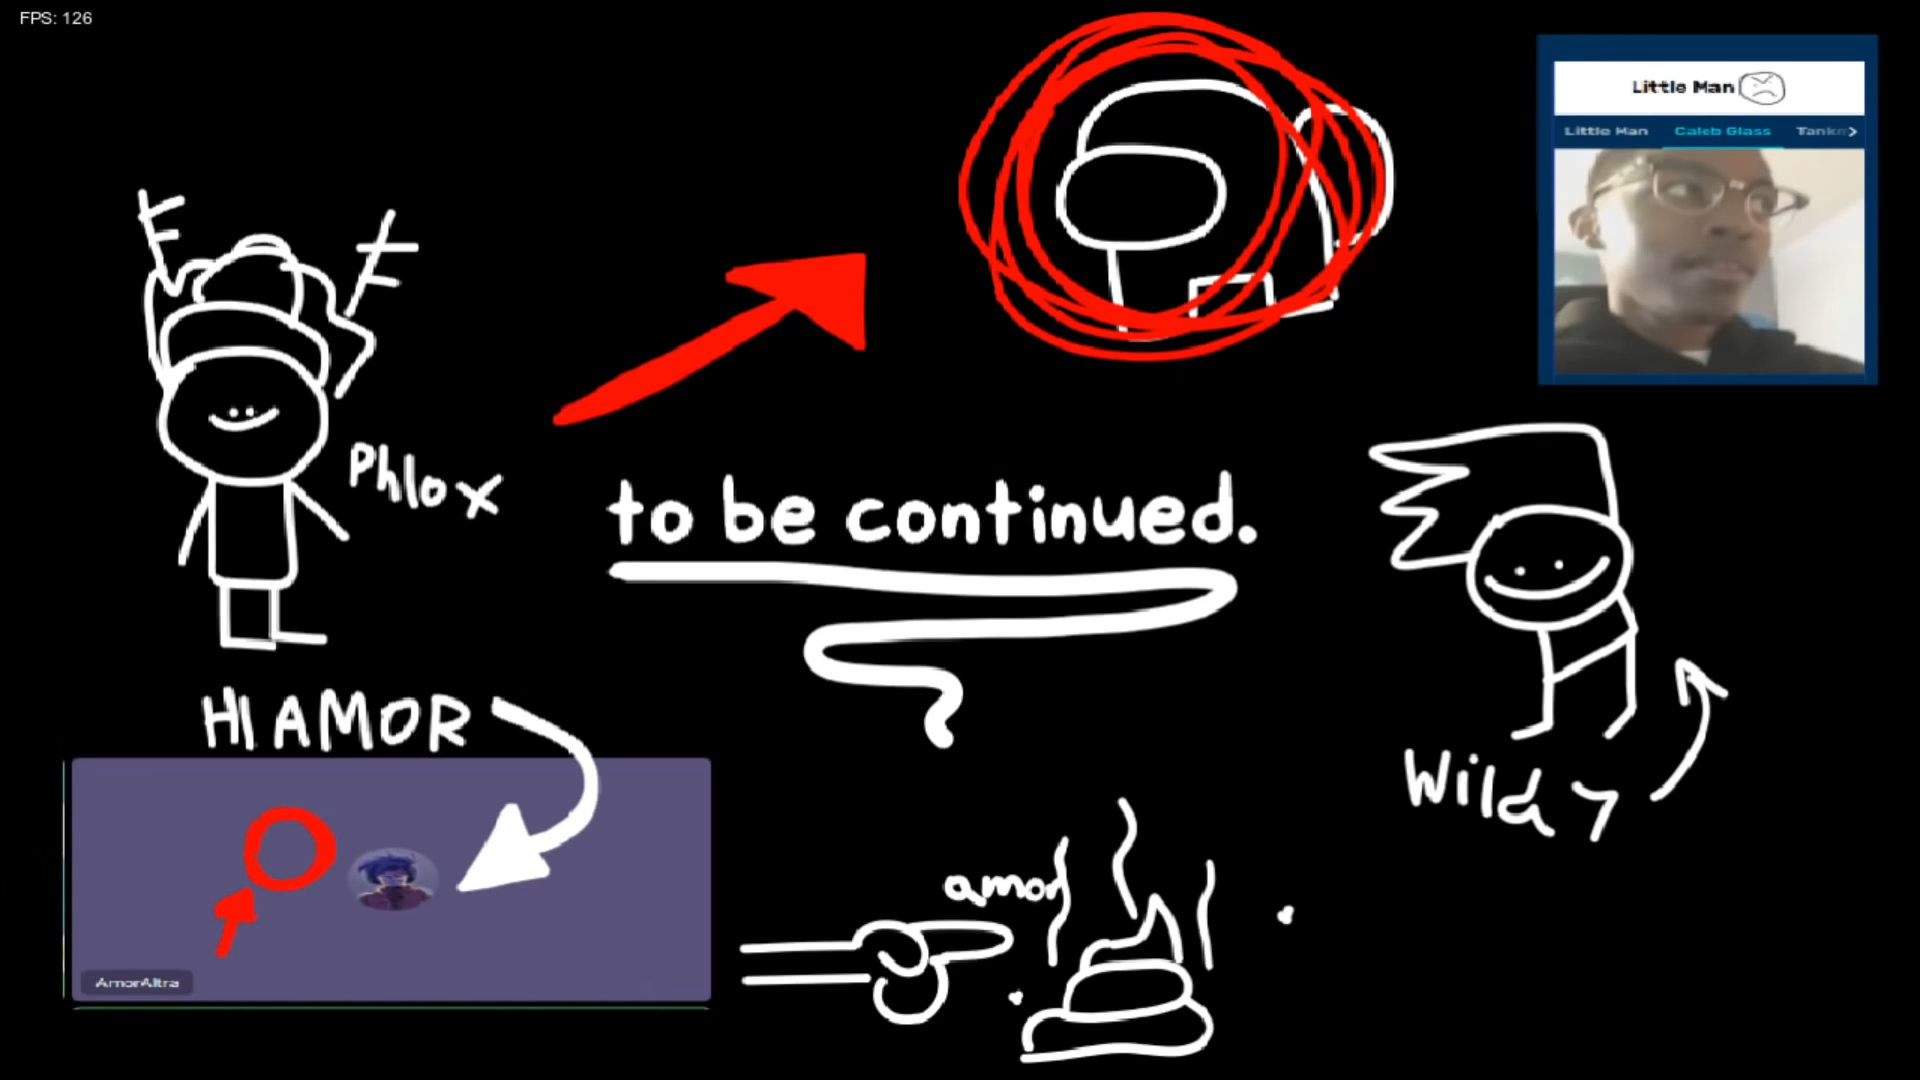 FPS: 126
Little Man
Little Man Caleb Glass
Phlox
to be continued.
HI AMOR
Wildy
amor
AmorAltra